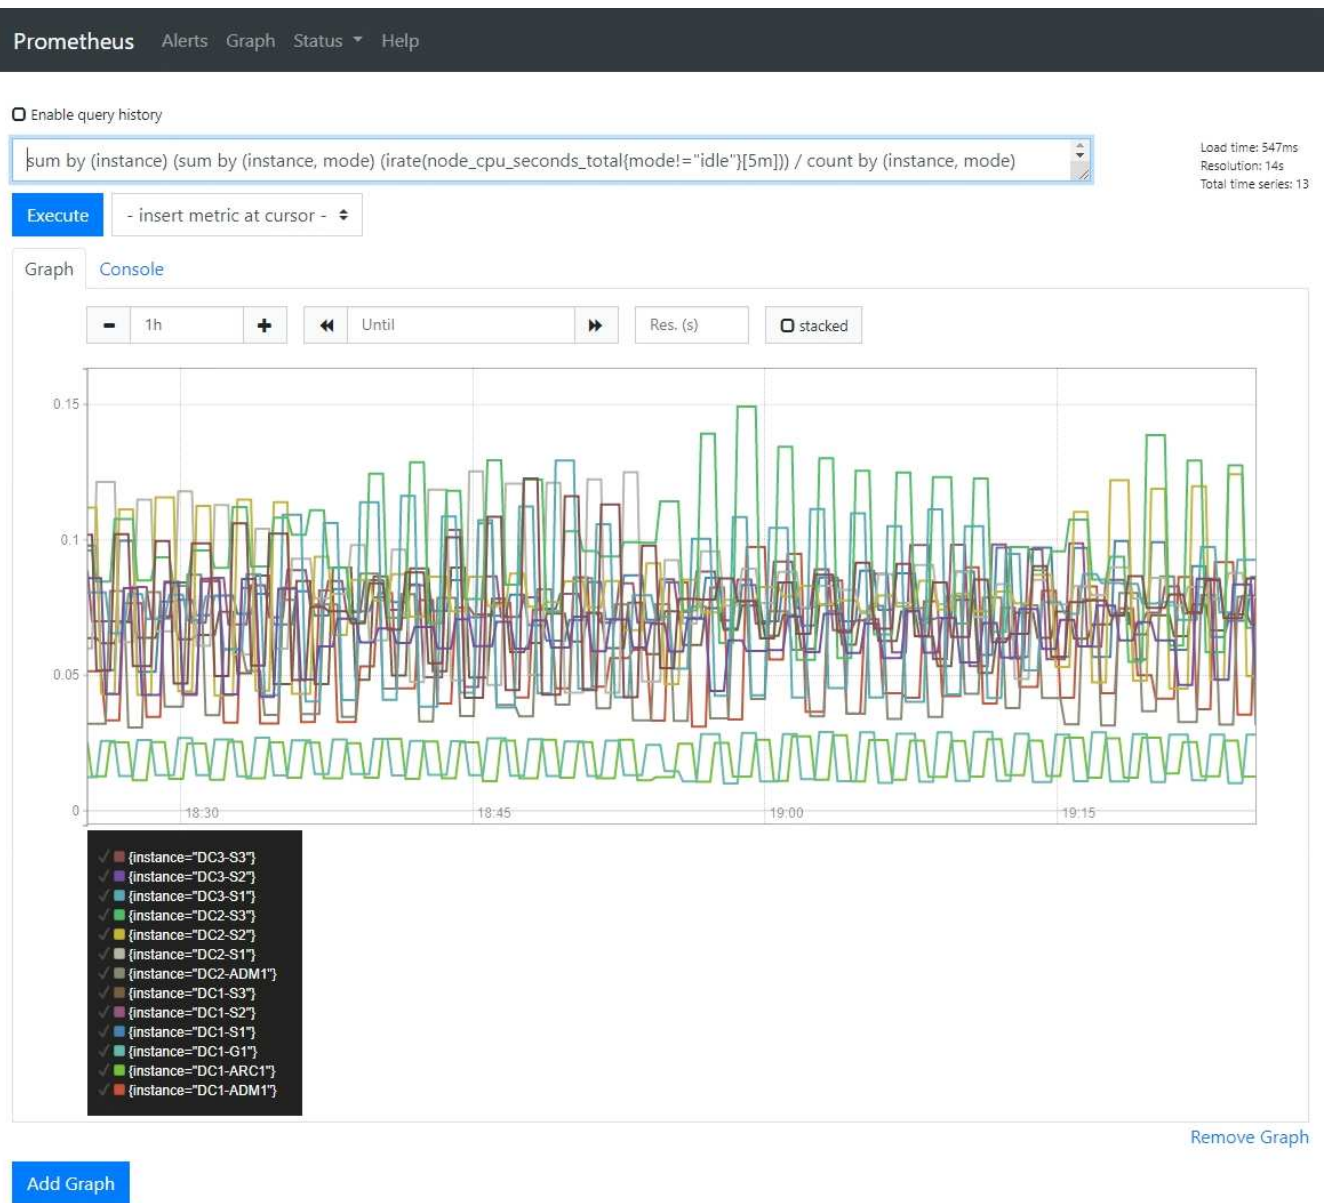 Prometheus Alerts Graph Status Help
Enable query history
sum by (instance) (sum by (instance, mode) (irate(node_cpu_seconds_total{mode!="idle"}[5m])) / count by (instance, mode)
Load time: 547ms
Resolution: 14s
Total time series: 13
Execute - insert metric at cursor -
Graph Console
1h Until Res. (s) stacked
0.15
0.1
0.05
0
18:30 18:45 19:00 19:15
{instance="DC3-S3"}
{instance="DC3-S2"}
{instance="DC3-S1"}
{instance="DC2-S3"}
{instance="DC2-S2"}
{instance="DC2-S1"}
{instance="DC2-ADM1"}
{instance="DC1-S3"}
{instance="DC1-S2"}
{instance="DC1-S1"}
{instance="DC1-G1"}
{instance="DC1-ARC1"}
{instance="DC1-ADM1"}
Remove Graph
Add Graph